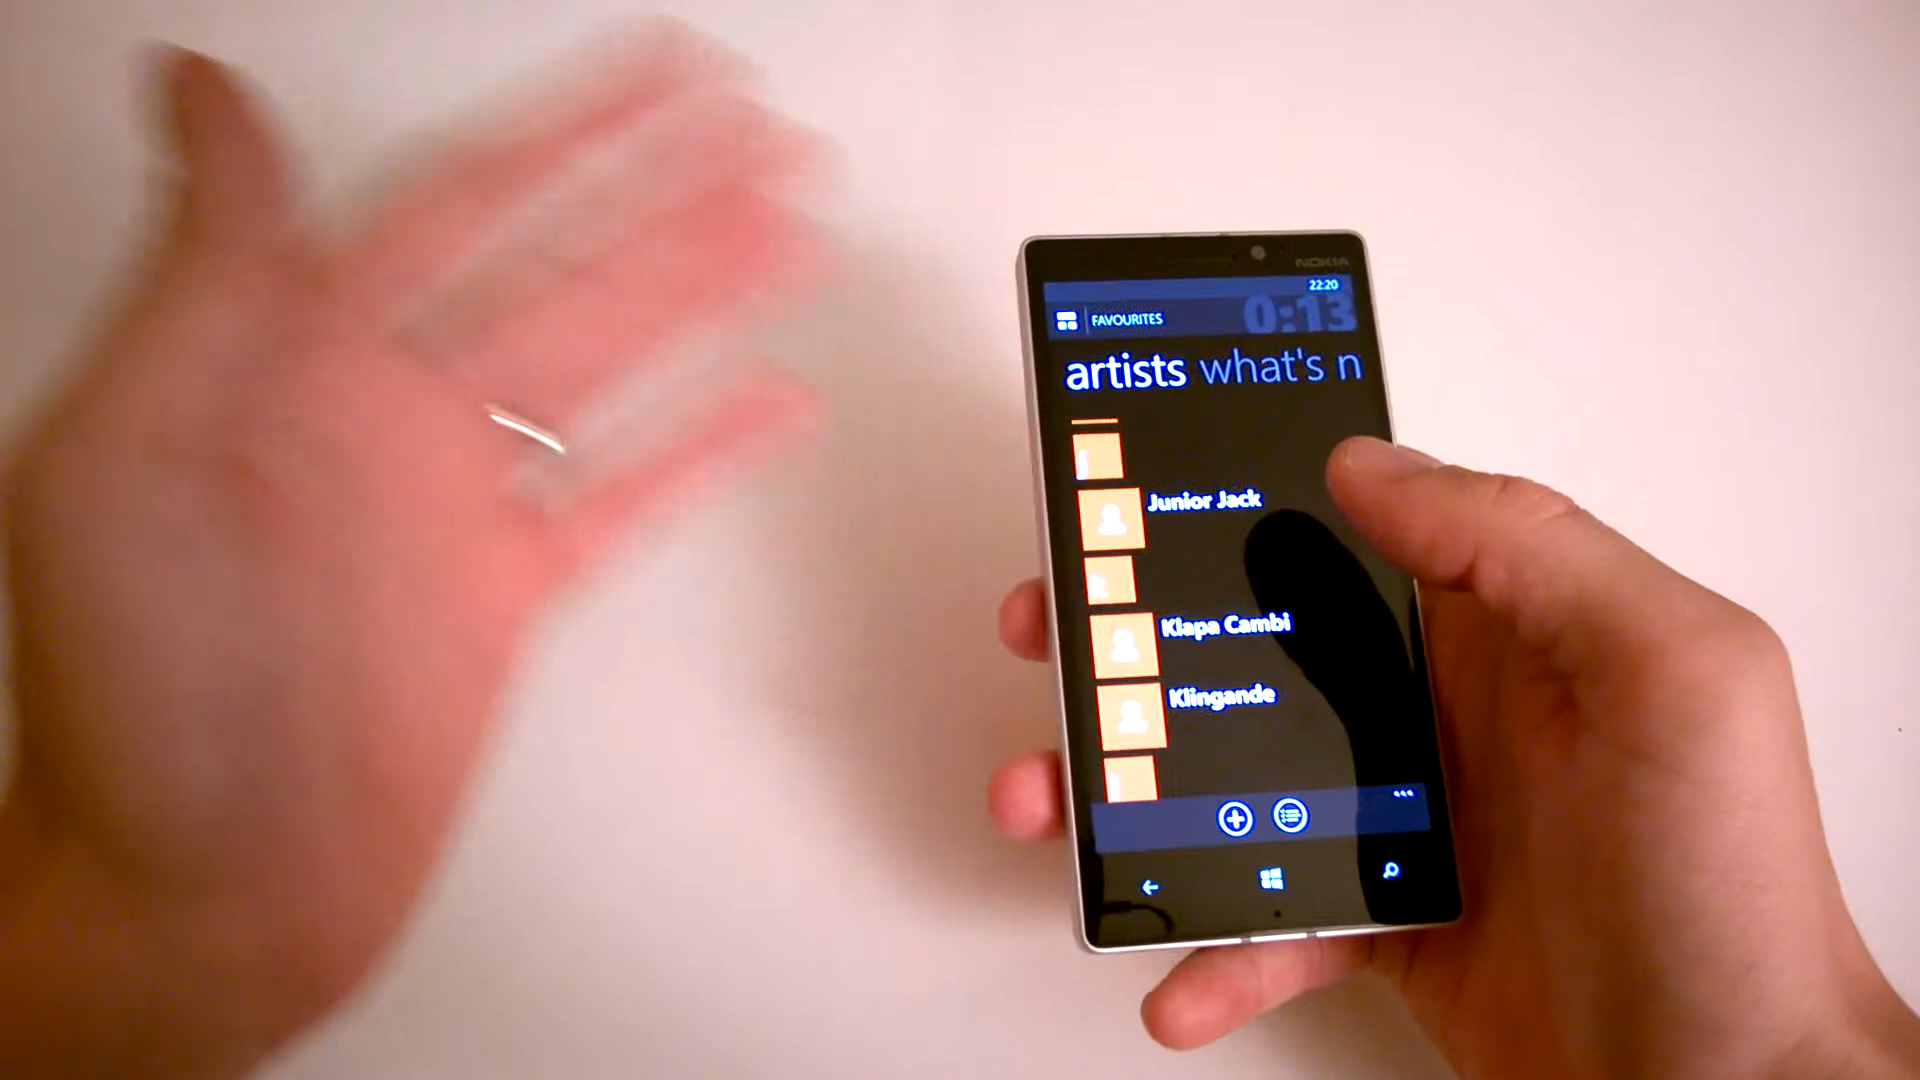 NOKIA
22:20
0:13
FAVOURITES
artists what's n
j
Junior Jack
k
Klapa Cambi
Klingande
l